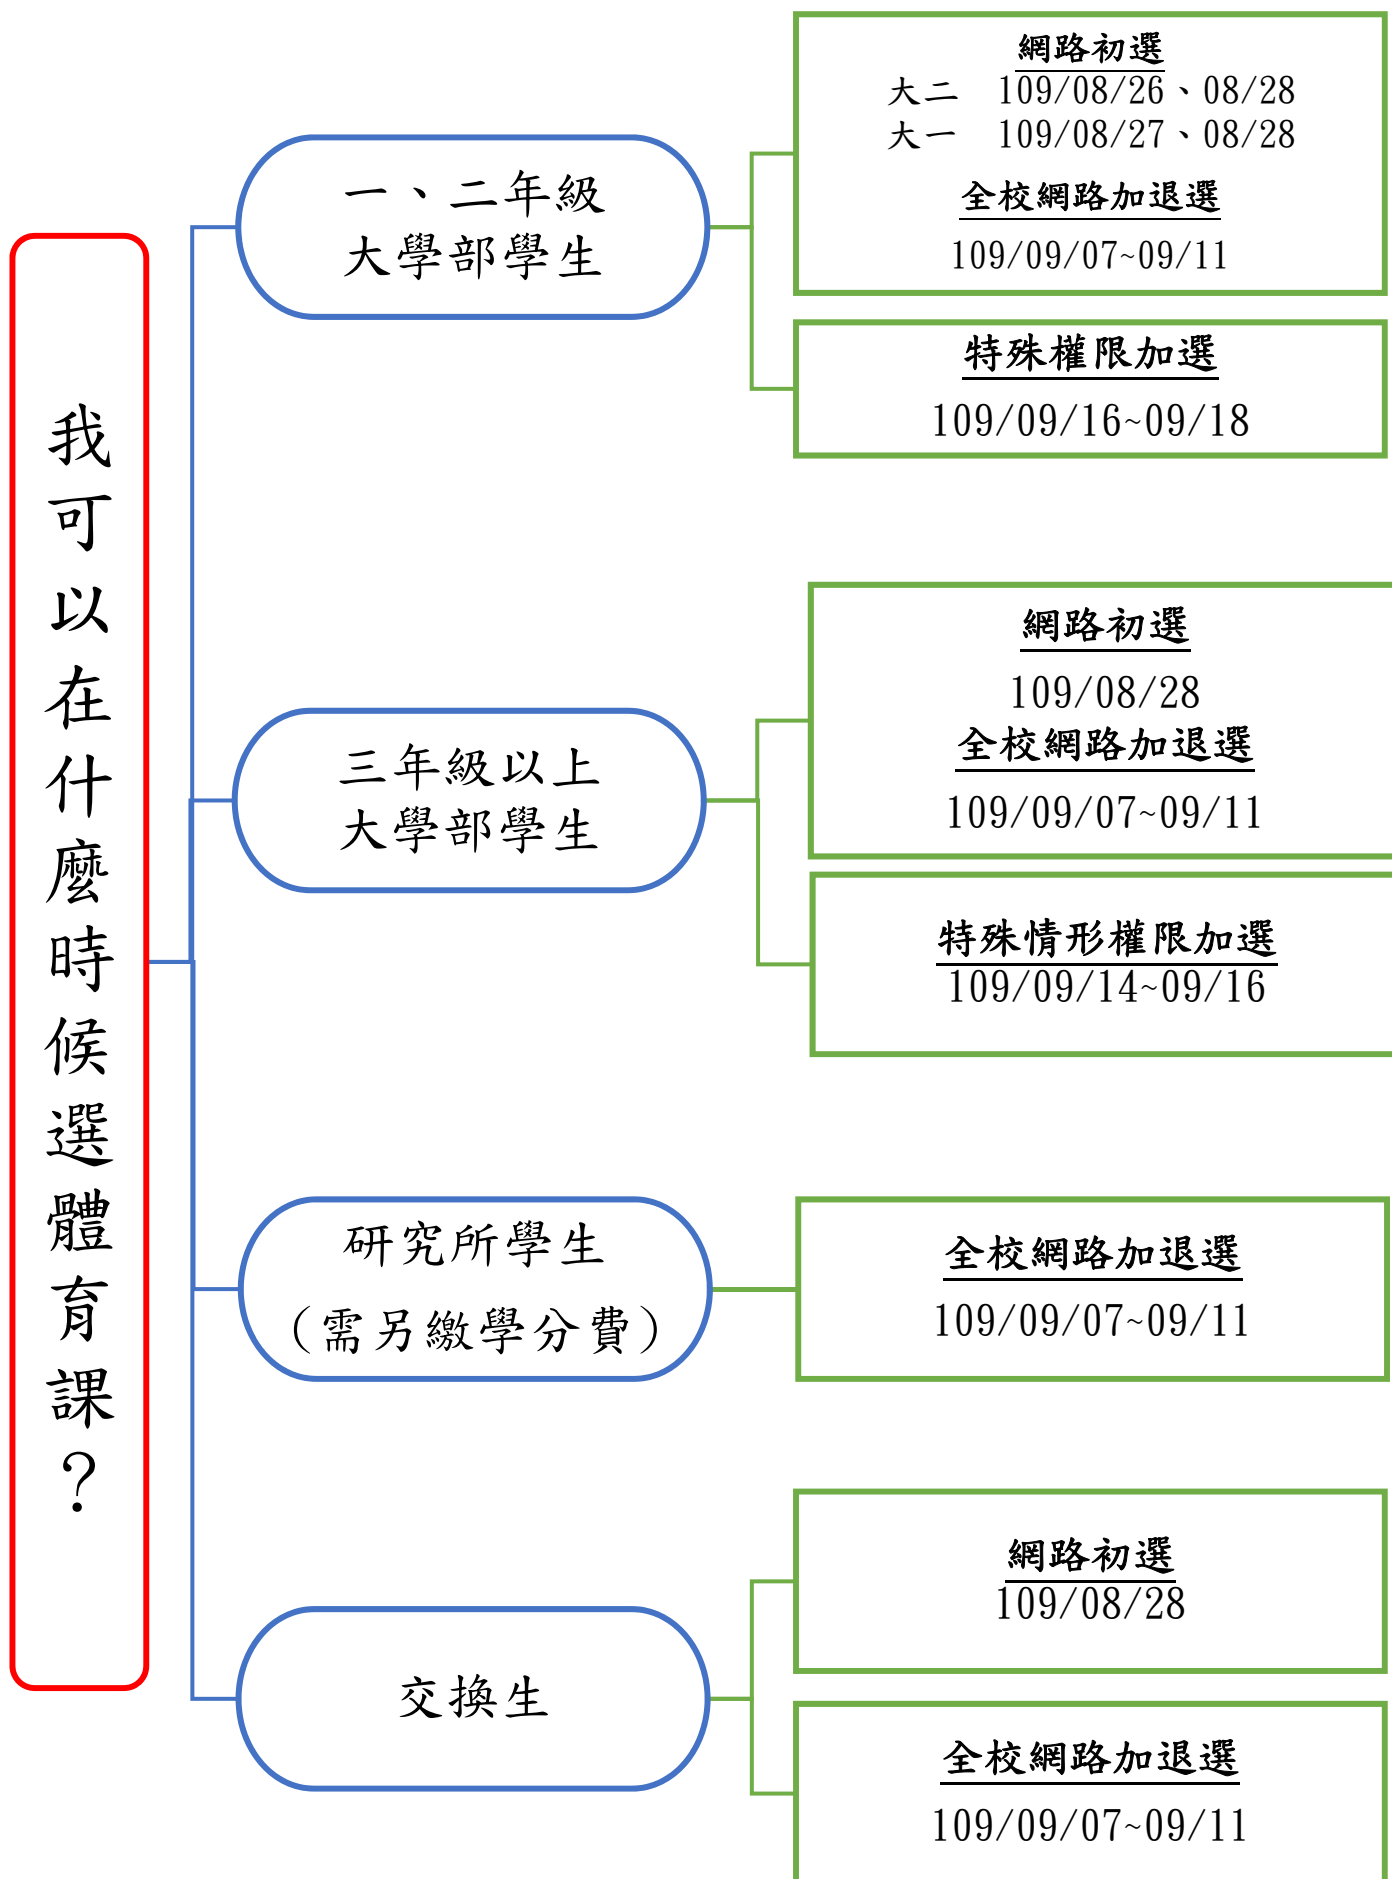 我可以在什麼時候選體育課？
一、二年級
大學部學生
網路初選
大二 109/08/26、08/28
大一 109/08/27、08/28
全校網路加退選
109/09/07~09/11
特殊權限加選
109/09/16~09/18
三年級以上
大學部學生
網路初選
109/08/28
全校網路加退選
109/09/07~09/11
特殊情形權限加選
109/09/14~09/16
研究所學生
(需另繳學分費)
全校網路加退選
109/09/07~09/11
交換生
網路初選
109/08/28
全校網路加退選
109/09/07~09/11